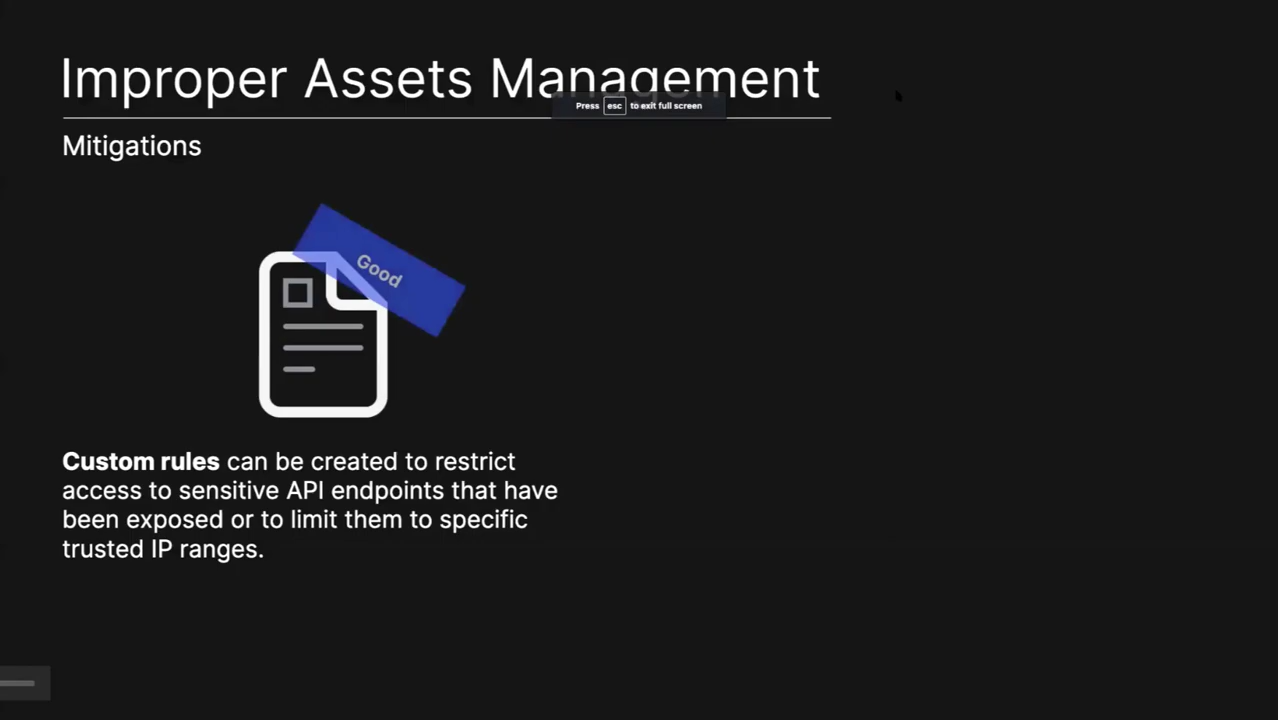 Improper Assets Management
Press esc to exit full screen
Mitigations
Good
Custom rules can be created to restrict
access to sensitive API endpoints that have
been exposed or to limit them to specific
trusted IP ranges.